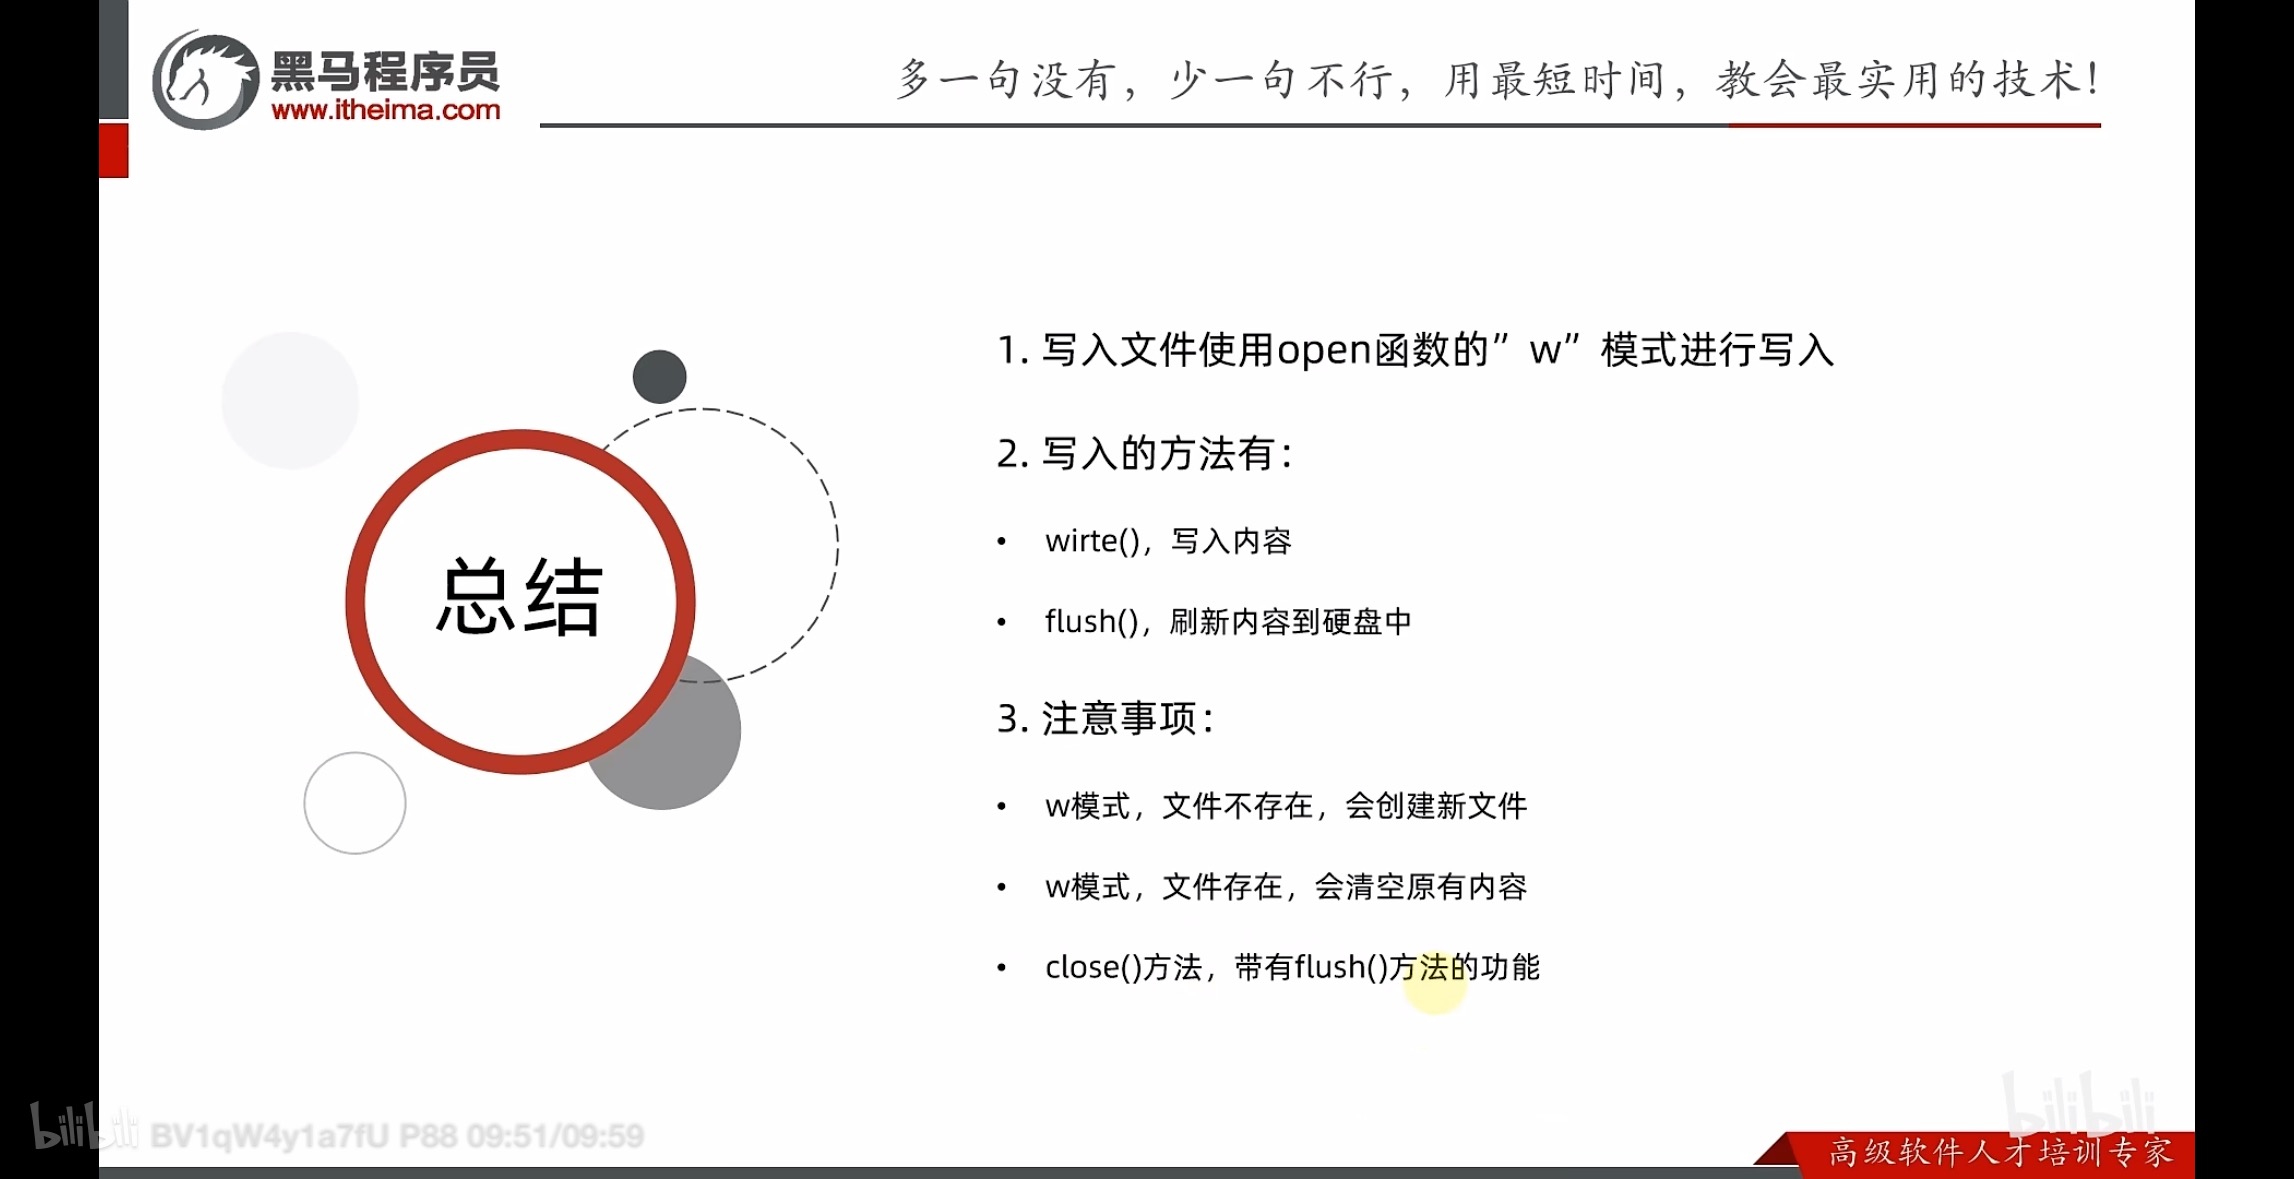 黑马程序员
www.itheima.com
多一句没有，少一句不行，用最短时间，教会最实用的技术！
总结
1. 写入文件使用open函数的”w”模式进行写入
2. 写入的方法有：
• wirte()，写入内容
• flush()，刷新内容到硬盘中
3. 注意事项：
• w模式，文件不存在，会创建新文件
• w模式，文件存在，会清空原有内容
• close()方法，带有flush()方法的功能
bilibili BV1qW4y1a7fU P88 09:51/09:59
bilibili
高级软件人才培训专家